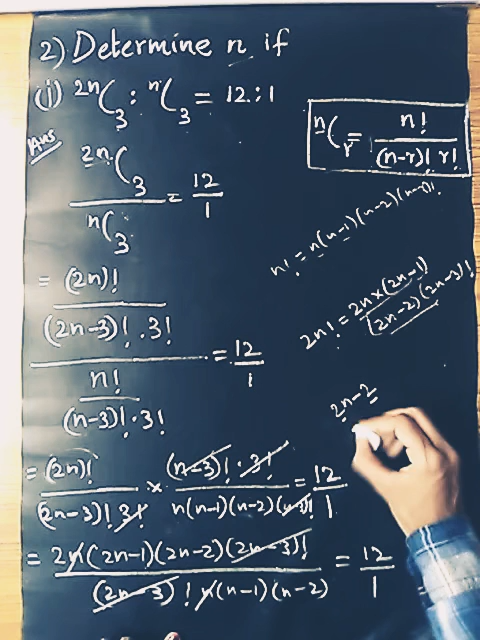 2) Determine n if
(i) ²ⁿC₃ : ⁿC₃ = 12 : 1
Ans
²ⁿC₃ / ⁿC₃ = 12/1
ⁿCᵣ = n! / (n-r)! r!
n! = n(n-1)(n-2)(n-3)!
= (2n)! / (2n-3)! · 3! / n! / (n-3)! · 3! = 12/1
2n! = 2n×(2n-1) (2n-2)(2n-3)!
2n-2
= (2n)! / (2n-3)! 3! × (n-3)! · 3! / n(n-1)(n-2)(n-3)! = 12/1
= 2n(2n-1)(2n-2)(2n-3)! / (2n-3)! n(n-1)(n-2) = 12/1